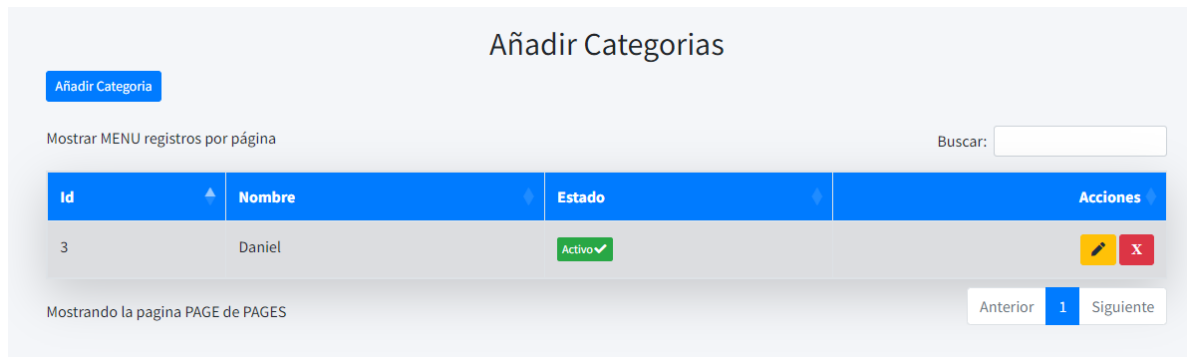 Añadir Categorias
Añadir Categoria
Mostrar MENU registros por página
Buscar:
Id Nombre Estado Acciones
3 Daniel Activo X
Mostrando la pagina PAGE de PAGES
Anterior 1 Siguiente